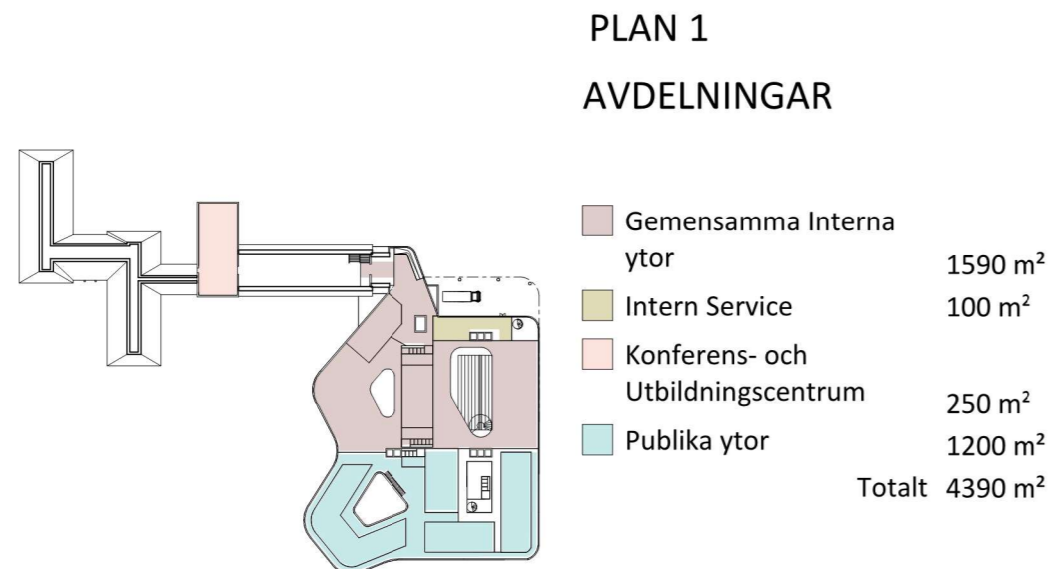 PLAN 1
AVDELNINGAR
Gemensamma Interna
ytor 1590 m²
Intern Service 100 m²
Konferens- och
Utbildningscentrum 250 m²
Publika ytor 1200 m²
Totalt 4390 m²